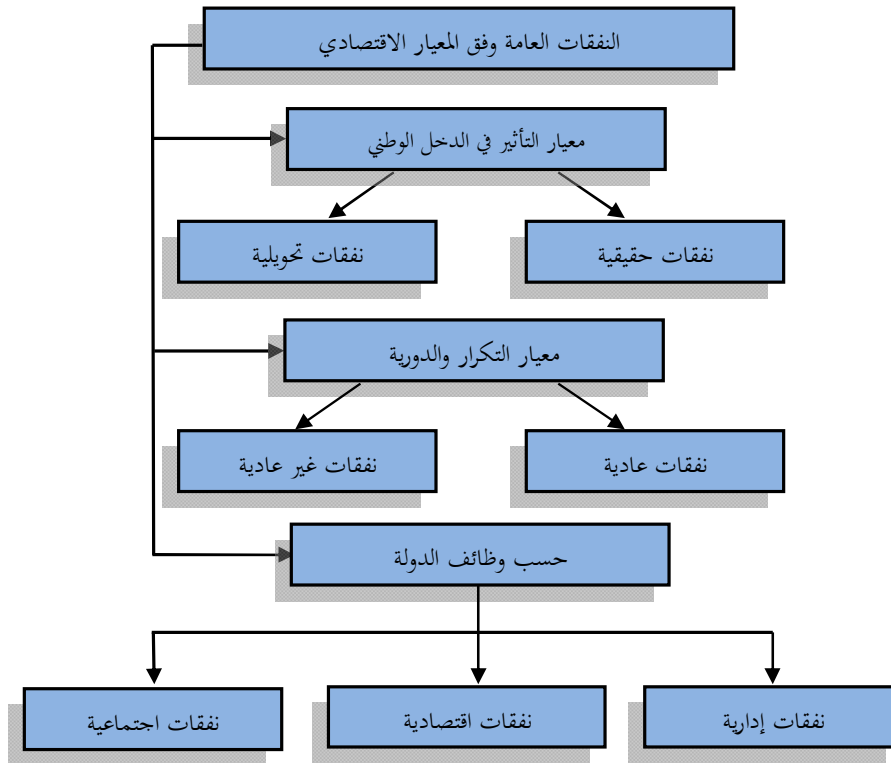 النفقات العامة وفق المعيار الاقتصادي
معيار التأثير في الدخل الوطني
نفقات حقيقية
نفقات تحويلية
معيار التكرار والدورية
نفقات عادية
نفقات غير عادية
حسب وظائف الدولة
نفقات إدارية
نفقات اقتصادية
نفقات اجتماعية